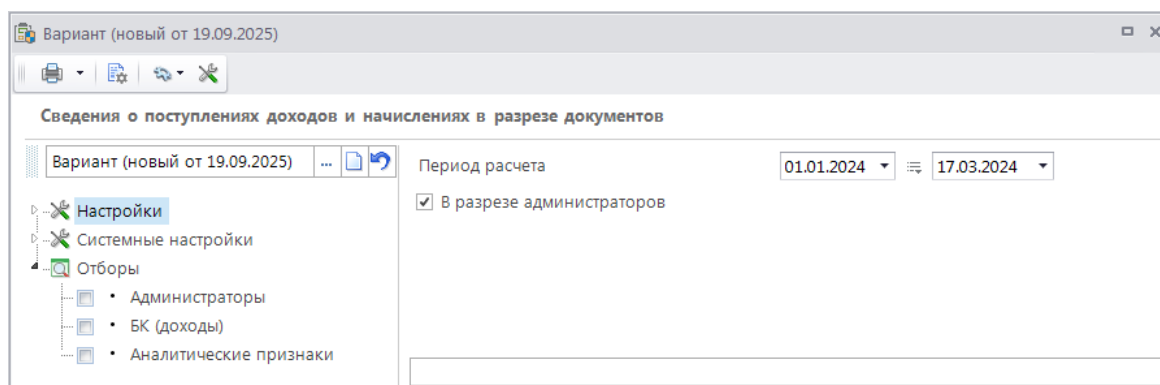 Вариант (новый от 19.09.2025)
Сведения о поступлениях доходов и начислениях в разрезе документов
Вариант (новый от 19.09.2025) ...
Период расчета 01.01.2024 17.03.2024
В разрезе администраторов
Настройки
Системные настройки
Отборы
• Администраторы
• БК (доходы)
• Аналитические признаки